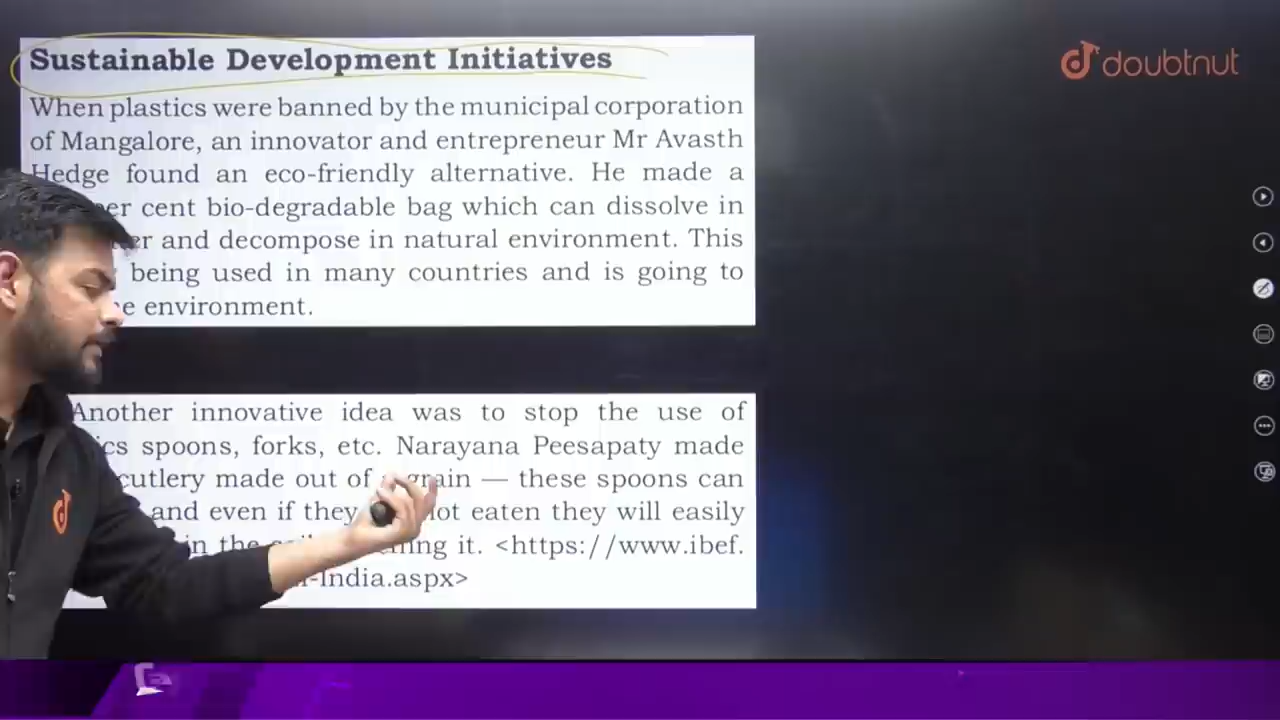 doubtnut
Sustainable Development Initiatives
When plastics were banned by the municipal corporation
of Mangalore, an innovator and entrepreneur Mr Avasth
Hedge found an eco-friendly alternative. He made a
cent bio-degradable bag which can dissolve in
and decompose in natural environment. This
being used in many countries and is going to
environment.
Another innovative idea was to stop the use of
spoons, forks, etc. Narayana Peesapaty made
cutlery made out of grain — these spoons can
and even if they not eaten they will easily
in the it. <https://www.ibef.
-India.aspx>